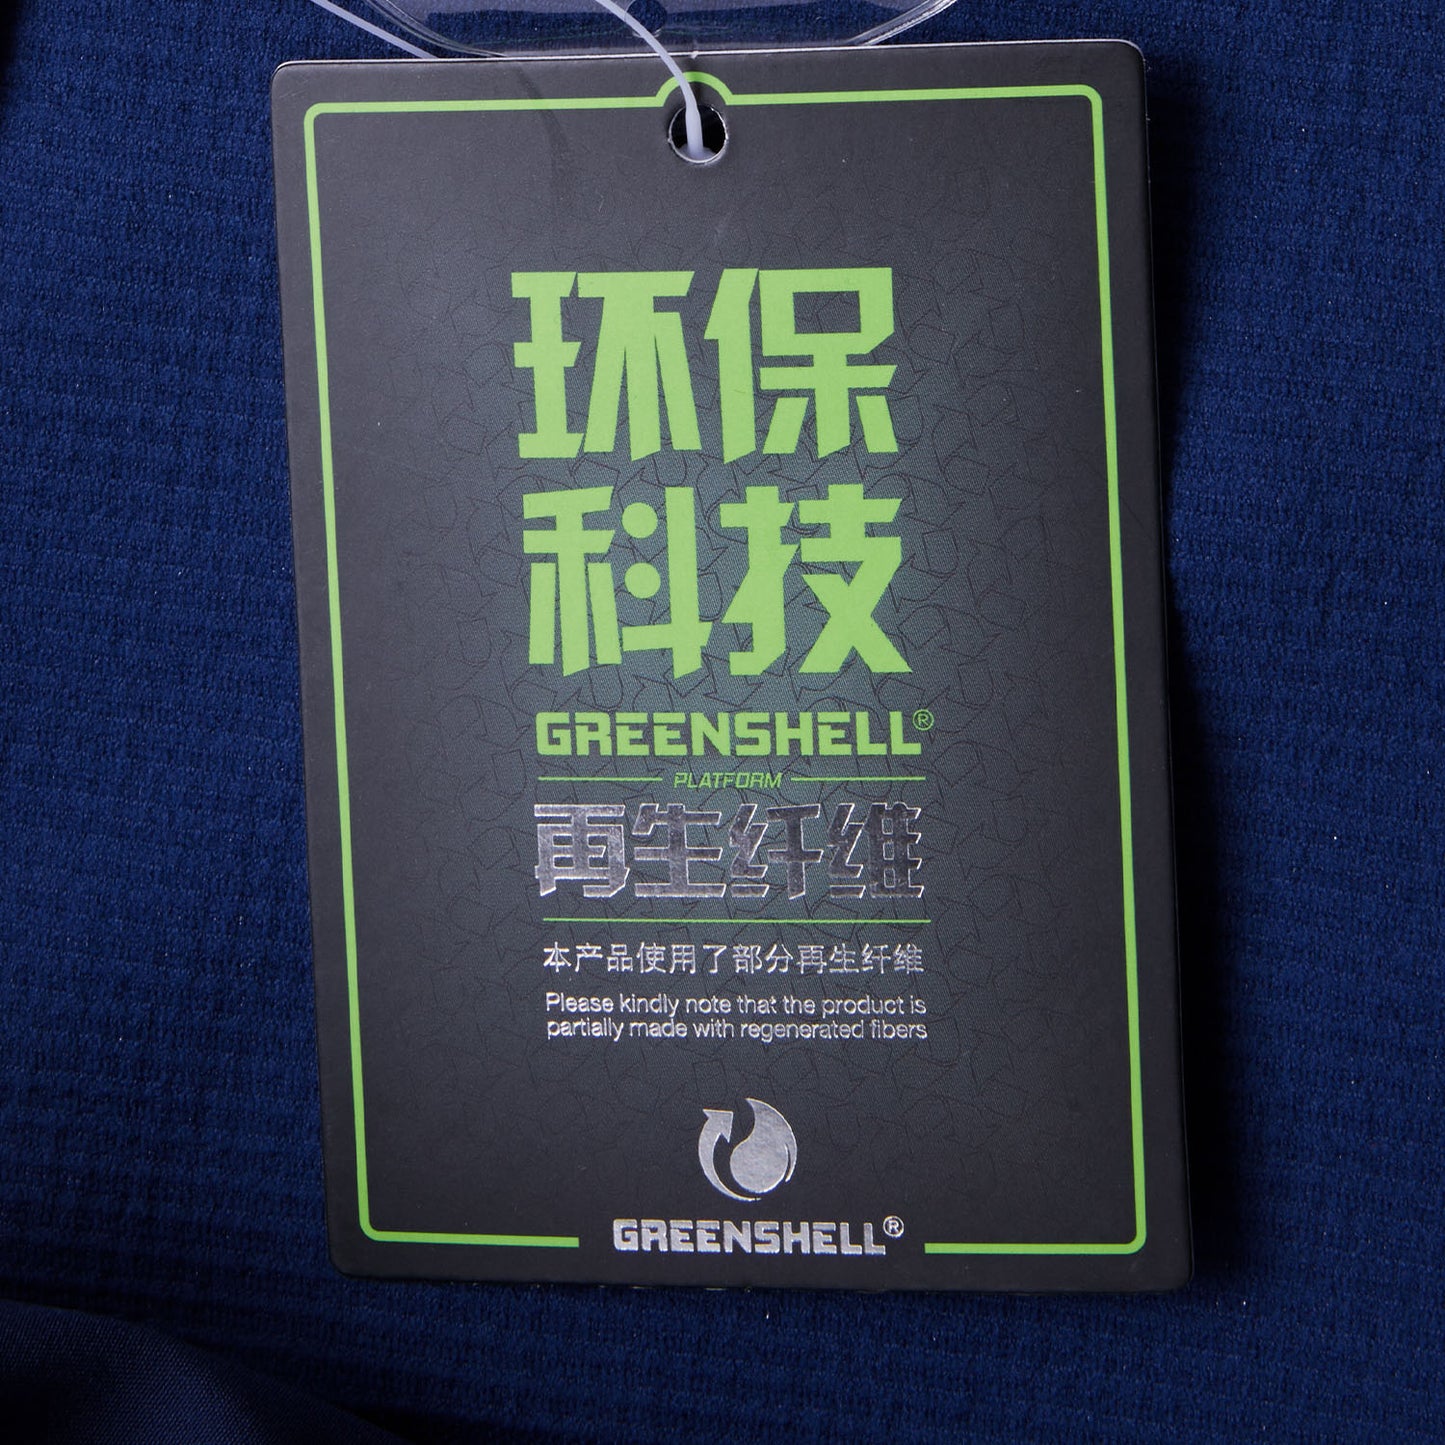 环保
科技
GREENSHELL®
PLATFORM
再生纤维
本产品使用了部分再生纤维
Please kindly note that the product is
partially made with regenerated fibers
GREENSHELL®